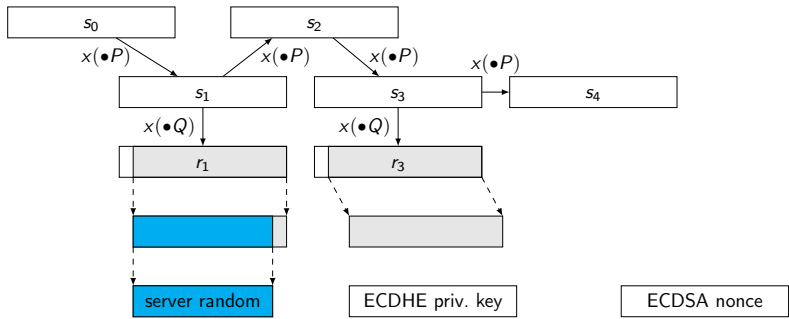 s₀
s₂
x(•P)
x(•P)
x(•P)
x(•P)
s₁
s₃
s₄
x(•Q)
x(•Q)
r₁
r₃
server random
ECDHE priv. key
ECDSA nonce